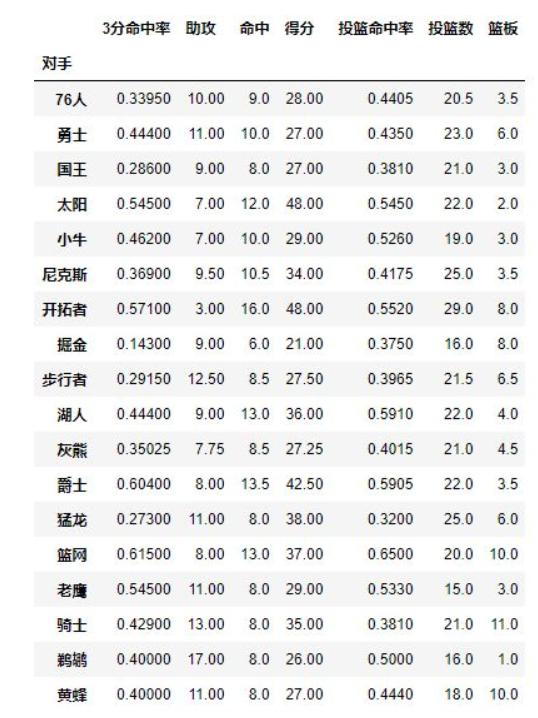 3分命中率 助攻 命中 得分 投篮命中率 投篮数 篮板
对手
76人 0.33950 10.00 9.0 28.00 0.4405 20.5 3.5
勇士 0.44400 11.00 10.0 27.00 0.4350 23.0 6.0
国王 0.28600 9.00 8.0 27.00 0.3810 21.0 3.0
太阳 0.54500 7.00 12.0 48.00 0.5450 22.0 2.0
小牛 0.46200 7.00 10.0 29.00 0.5260 19.0 3.0
尼克斯 0.36900 9.50 10.5 34.00 0.4175 25.0 3.5
开拓者 0.57100 3.00 16.0 48.00 0.5520 29.0 8.0
掘金 0.14300 9.00 6.0 21.00 0.3750 16.0 8.0
步行者 0.29150 12.50 8.5 27.50 0.3965 21.5 6.5
湖人 0.44400 9.00 13.0 36.00 0.5910 22.0 4.0
灰熊 0.35025 7.75 8.5 27.25 0.4015 21.0 4.5
爵士 0.60400 8.00 13.5 42.50 0.5905 22.0 3.5
猛龙 0.27300 11.00 8.0 38.00 0.3200 25.0 6.0
篮网 0.61500 8.00 13.0 37.00 0.6500 20.0 10.0
老鹰 0.54500 11.00 8.0 29.00 0.5330 15.0 3.0
骑士 0.42900 13.00 8.0 35.00 0.3810 21.0 11.0
鹈鹕 0.40000 17.00 8.0 26.00 0.5000 16.0 1.0
黄蜂 0.40000 11.00 8.0 27.00 0.4440 18.0 10.0